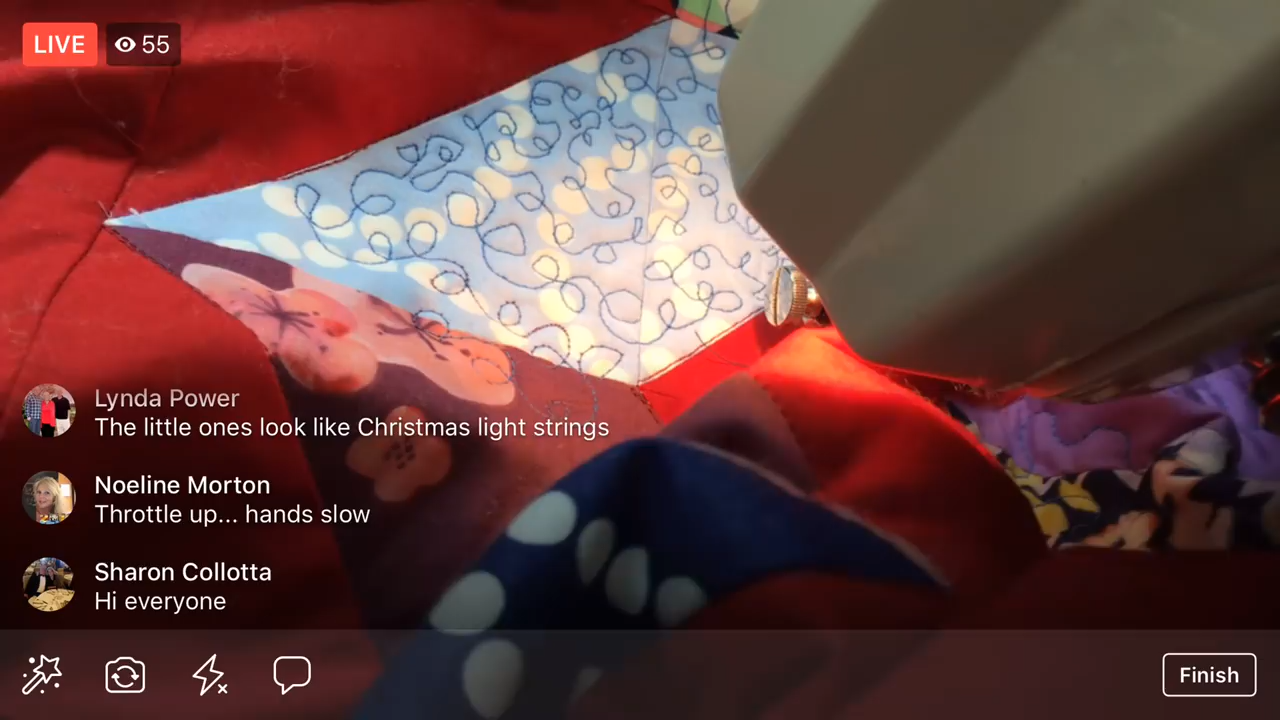 LIVE 55
Lynda Power
The little ones look like Christmas light strings
Noeline Morton
Throttle up... hands slow
Sharon Collotta
Hi everyone
Finish